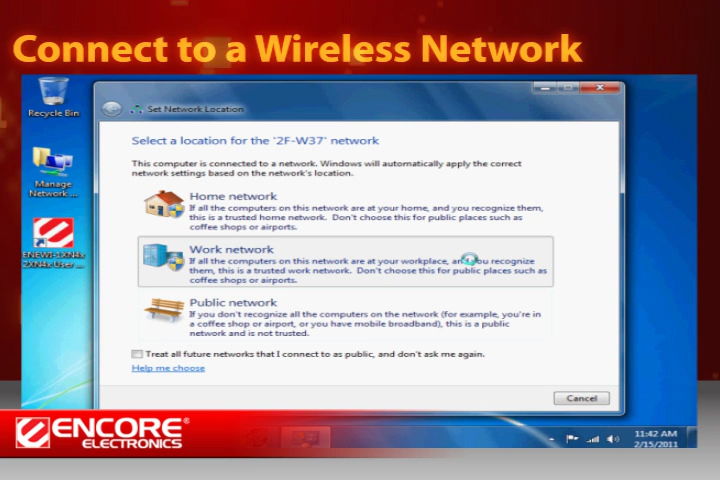 Connect to a Wireless Network
Recycle Bin
Manage
Network ...
ENEWI-1XN4x
2XN4x User ...
Set Network Location
Select a location for the '2F-W37' network
This computer is connected to a network. Windows will automatically apply the correct
network settings based on the network's location.
Home network
If all the computers on this network are at your home, and you recognize them,
this is a trusted home network. Don't choose this for public places such as
coffee shops or airports.
Work network
If all the computers on this network are at your workplace, and you recognize
them, this is a trusted work network. Don't choose this for public places such as
coffee shops or airports.
Public network
If you don't recognize all the computers on the network (for example, you're in
a coffee shop or airport, or you have mobile broadband), this is a public
network and is not trusted.
Treat all future networks that I connect to as public, and don't ask me again.
Help me choose
Cancel
ENCORE®
ELECTRONICS
11:42 AM
2/15/2011